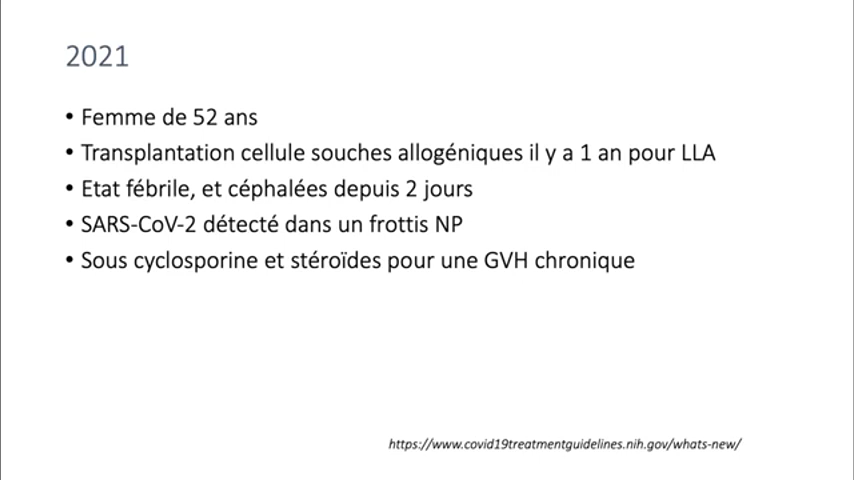 2021
• Femme de 52 ans
• Transplantation cellule souches allogéniques il y a 1 an pour LLA
• Etat fébrile, et céphalées depuis 2 jours
• SARS-CoV-2 détecté dans un frottis NP
• Sous cyclosporine et stéroïdes pour une GVH chronique
https://www.covid19treatmentguidelines.nih.gov/whats-new/